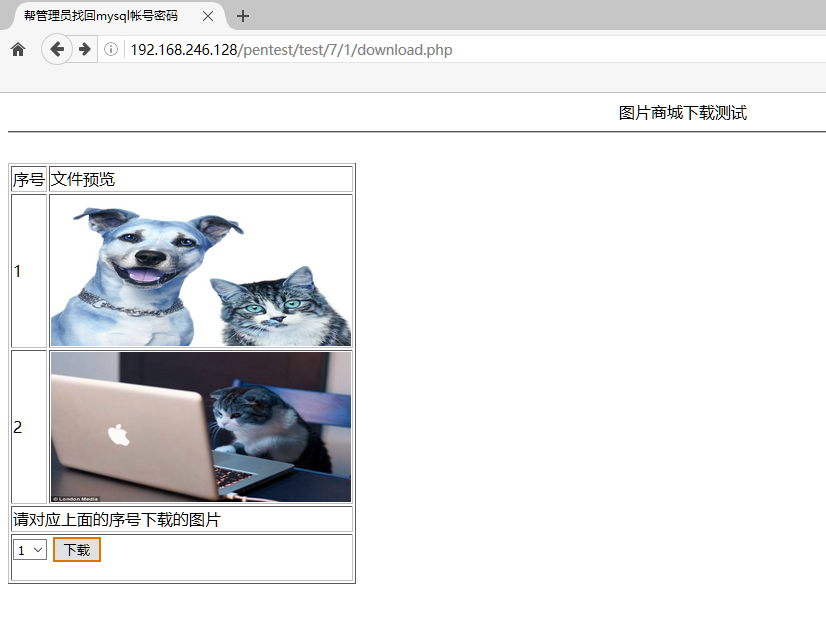 帮管理员找回mysql帐号密码
192.168.246.128/pentest/test/7/1/download.php
图片商城下载测试
序号 文件预览
1
2
© London Media
请对应上面的序号下载的图片
1 下载